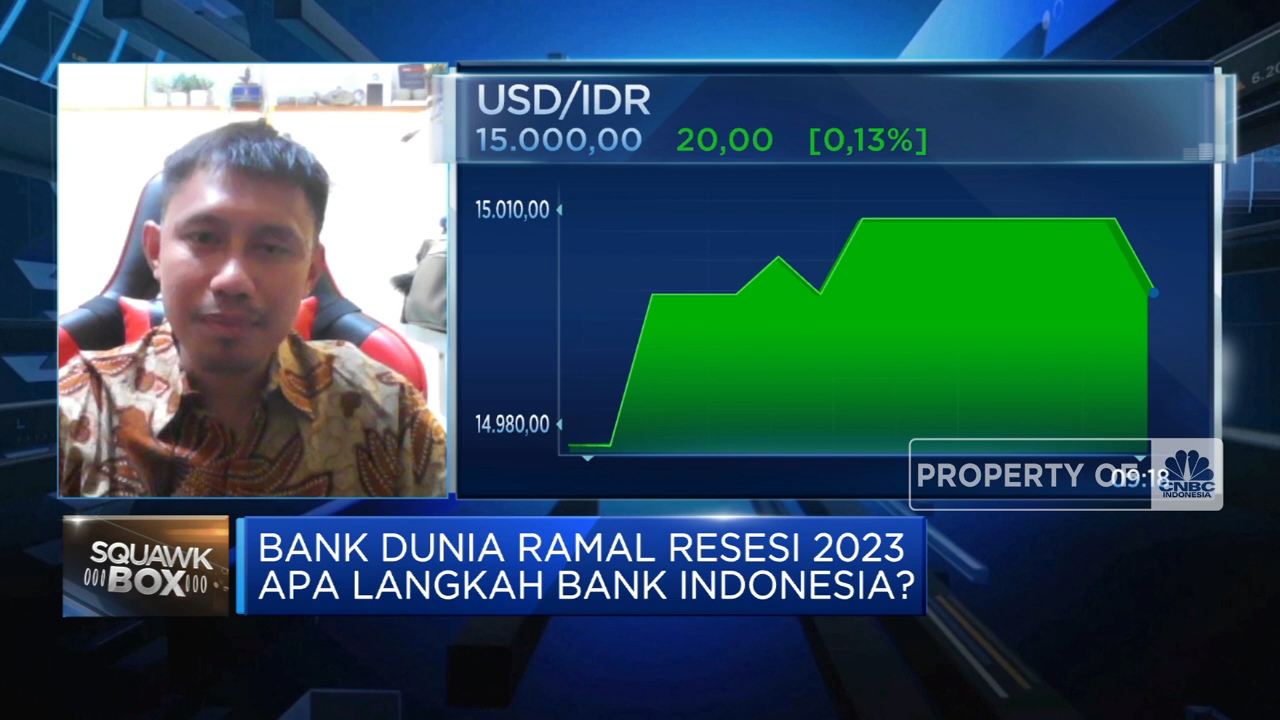 USD/IDR
15.000,00 20,00 [0,13%]
15.010,00
14.980,00
PROPERTY OF
09:18
CNBC
INDONESIA
SQUAWK
BOX
BANK DUNIA RAMAL RESESI 2023
APA LANGKAH BANK INDONESIA?